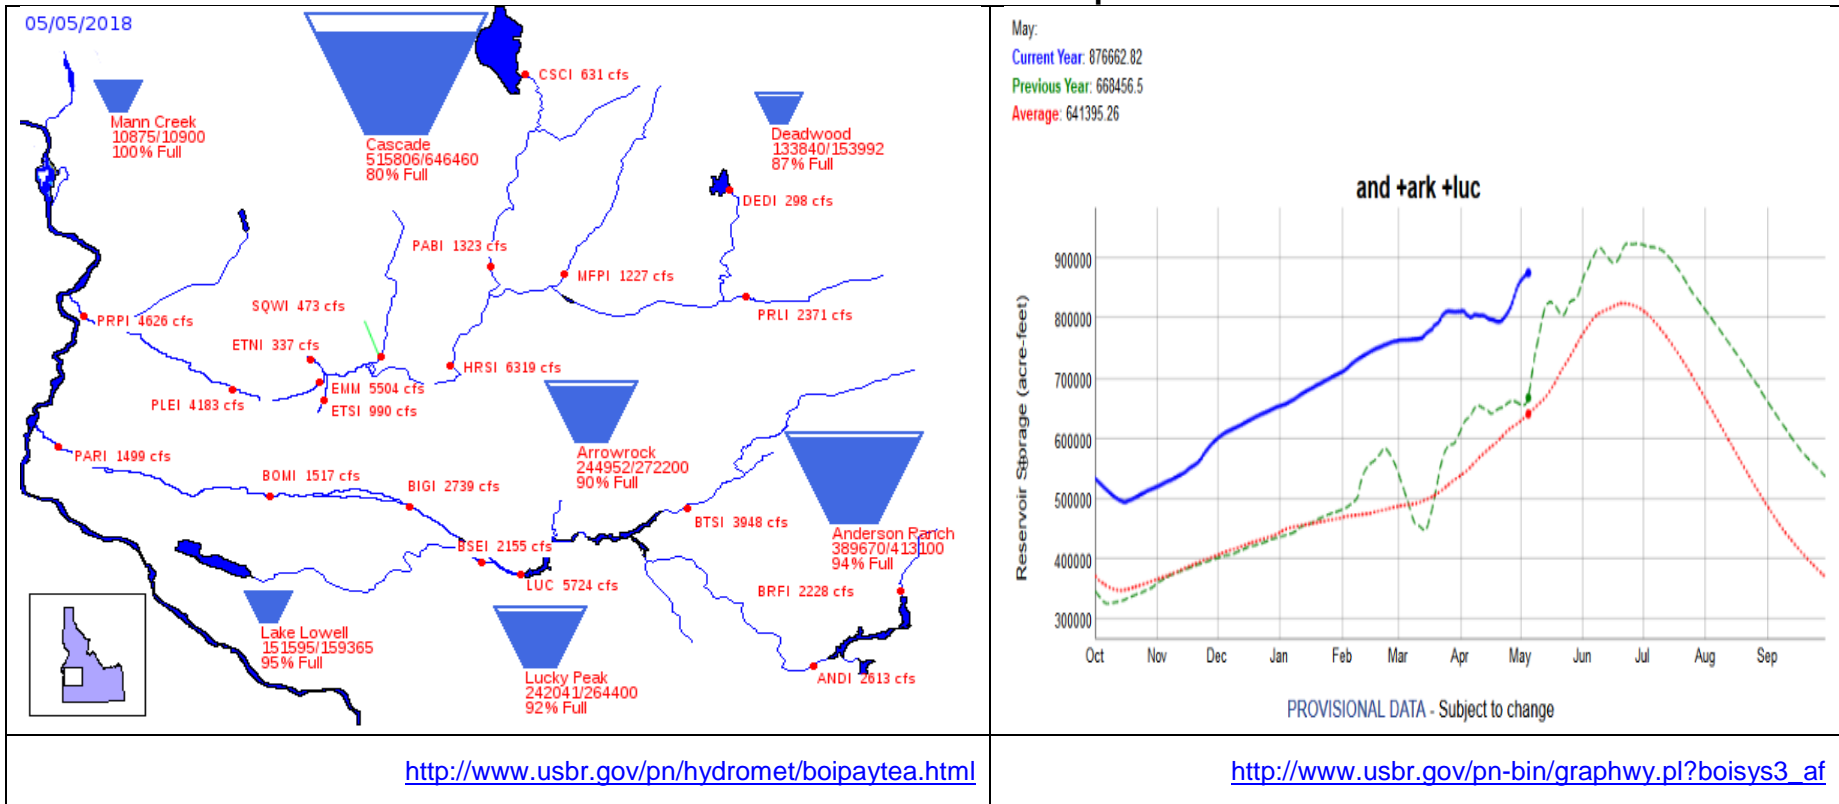 05/05/2018
CSCI 631 cfs
Mann Creek
10875/10900
100% Full
Cascade
515806/646460
80% Full
Deadwood
133840/153992
87% Full
DEDI 298 cfs
PABI 1323 cfs
MFPI 1227 cfs
SQWI 473 cfs
PRPI 4626 cfs
PRLI 2371 cfs
ETNI 337 cfs
HRSI 6319 cfs
EMM 5504 cfs
PLEI 4183 cfs
ETSI 990 cfs
Arrowrock
244952/272200
90% Full
PARI 1499 cfs
BOMI 1517 cfs
BIGI 2739 cfs
BTSI 3948 cfs
Anderson Ranch
389670/413100
94% Full
BSEI 2155 cfs
LUC 5724 cfs
BRFI 2228 cfs
Lake Lowell
151595/159365
95% Full
Lucky Peak
242041/264400
92% Full
ANDI 2613 cfs
http://www.usbr.gov/pn/hydromet/boipaytea.html
May:
Current Year: 876662.82
Previous Year: 668456.5
Average: 641395.26
and +ark +luc
Reservoir Storage (acre-feet)
900000
800000
700000
600000
500000
400000
300000
Oct Nov Dec Jan Feb Mar Apr May Jun Jul Aug Sep
PROVISIONAL DATA - Subject to change
http://www.usbr.gov/pn-bin/graphwy.pl?boisys3_af